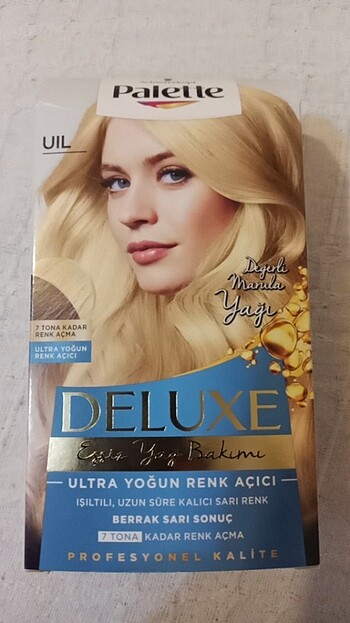 Palette
UIL
Değerli
Manula
Yağı
7 TONA KADAR
RENK AÇMA
ULTRA YOĞUN
RENK AÇICI
DELUXE
Eşsiz Yağ Bakımı
ULTRA YOĞUN RENK AÇICI
IŞILTILI, UZUN SÜRE KALICI SARI RENK
BERRAK SARI SONUÇ
7 TONA KADAR RENK AÇMA
PROFESYONEL KALİTE